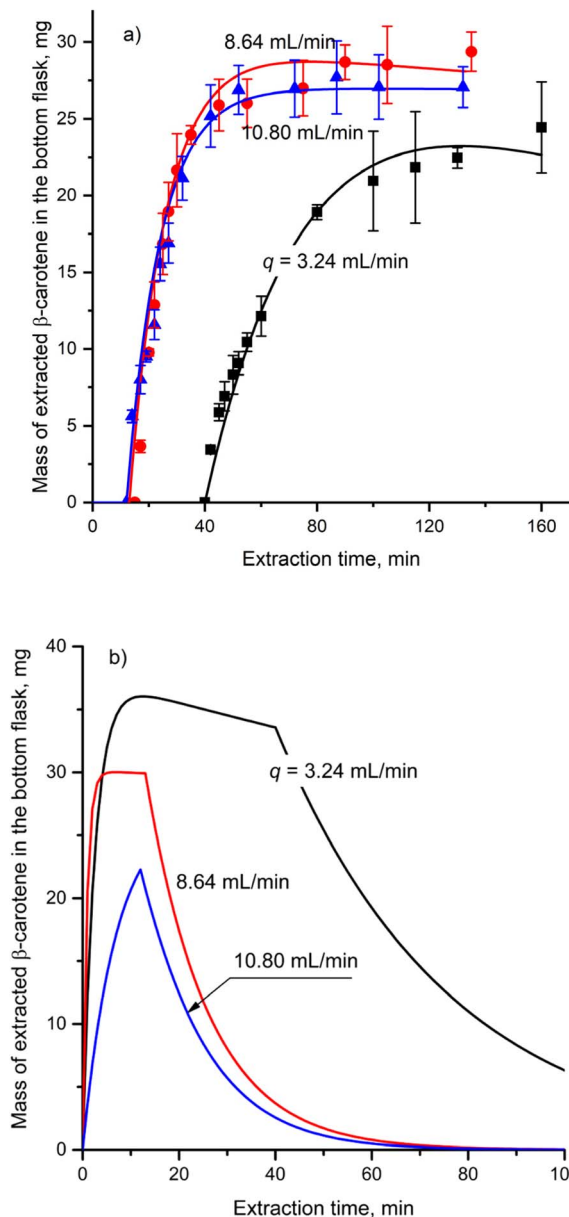 a)
8.64 mL/min
10.80 mL/min
q = 3.24 mL/min
Mass of extracted β-carotene in the bottom flask, mg
30
25
20
15
10
5
0
0 40 80 130 160
Extraction time, min
b)
q = 3.24 mL/min
8.64 mL/min
10.80 mL/min
Mass of extracted β-carotene in the bottom flask, mg
40
30
20
10
0
0 20 40 60 80 100
Extraction time, min